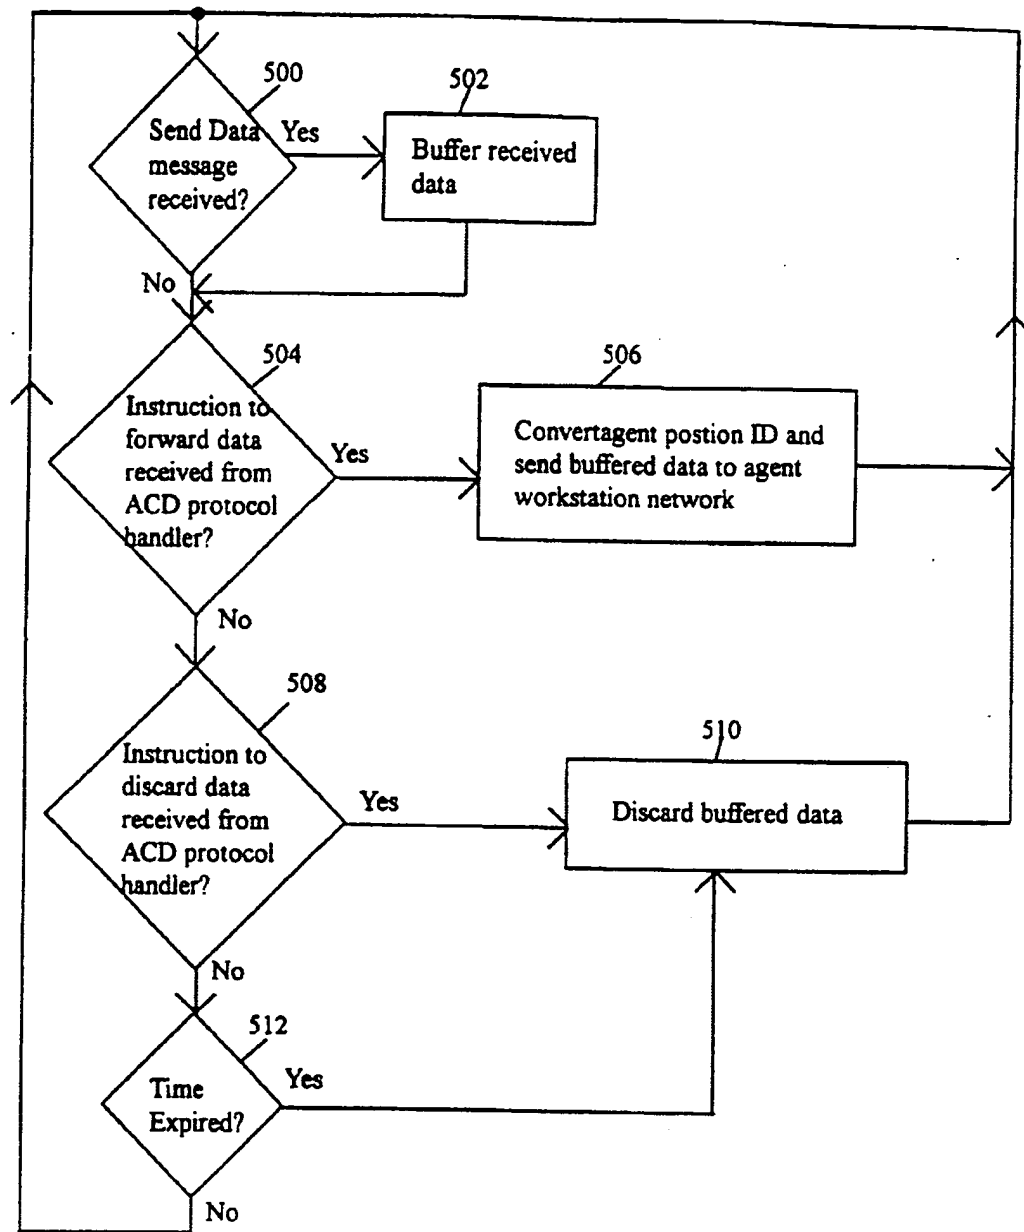 500
Send Data
message
received?
Yes
502
Buffer received
data
No
504
Instruction to
forward data
received from
ACD protocol
handler?
Yes
506
Convertagent postion ID and
send buffered data to agent
workstation network
No
508
Instruction to
discard data
received from
ACD protocol
handler?
Yes
510
Discard buffered data
No
512
Time
Expired?
Yes
No